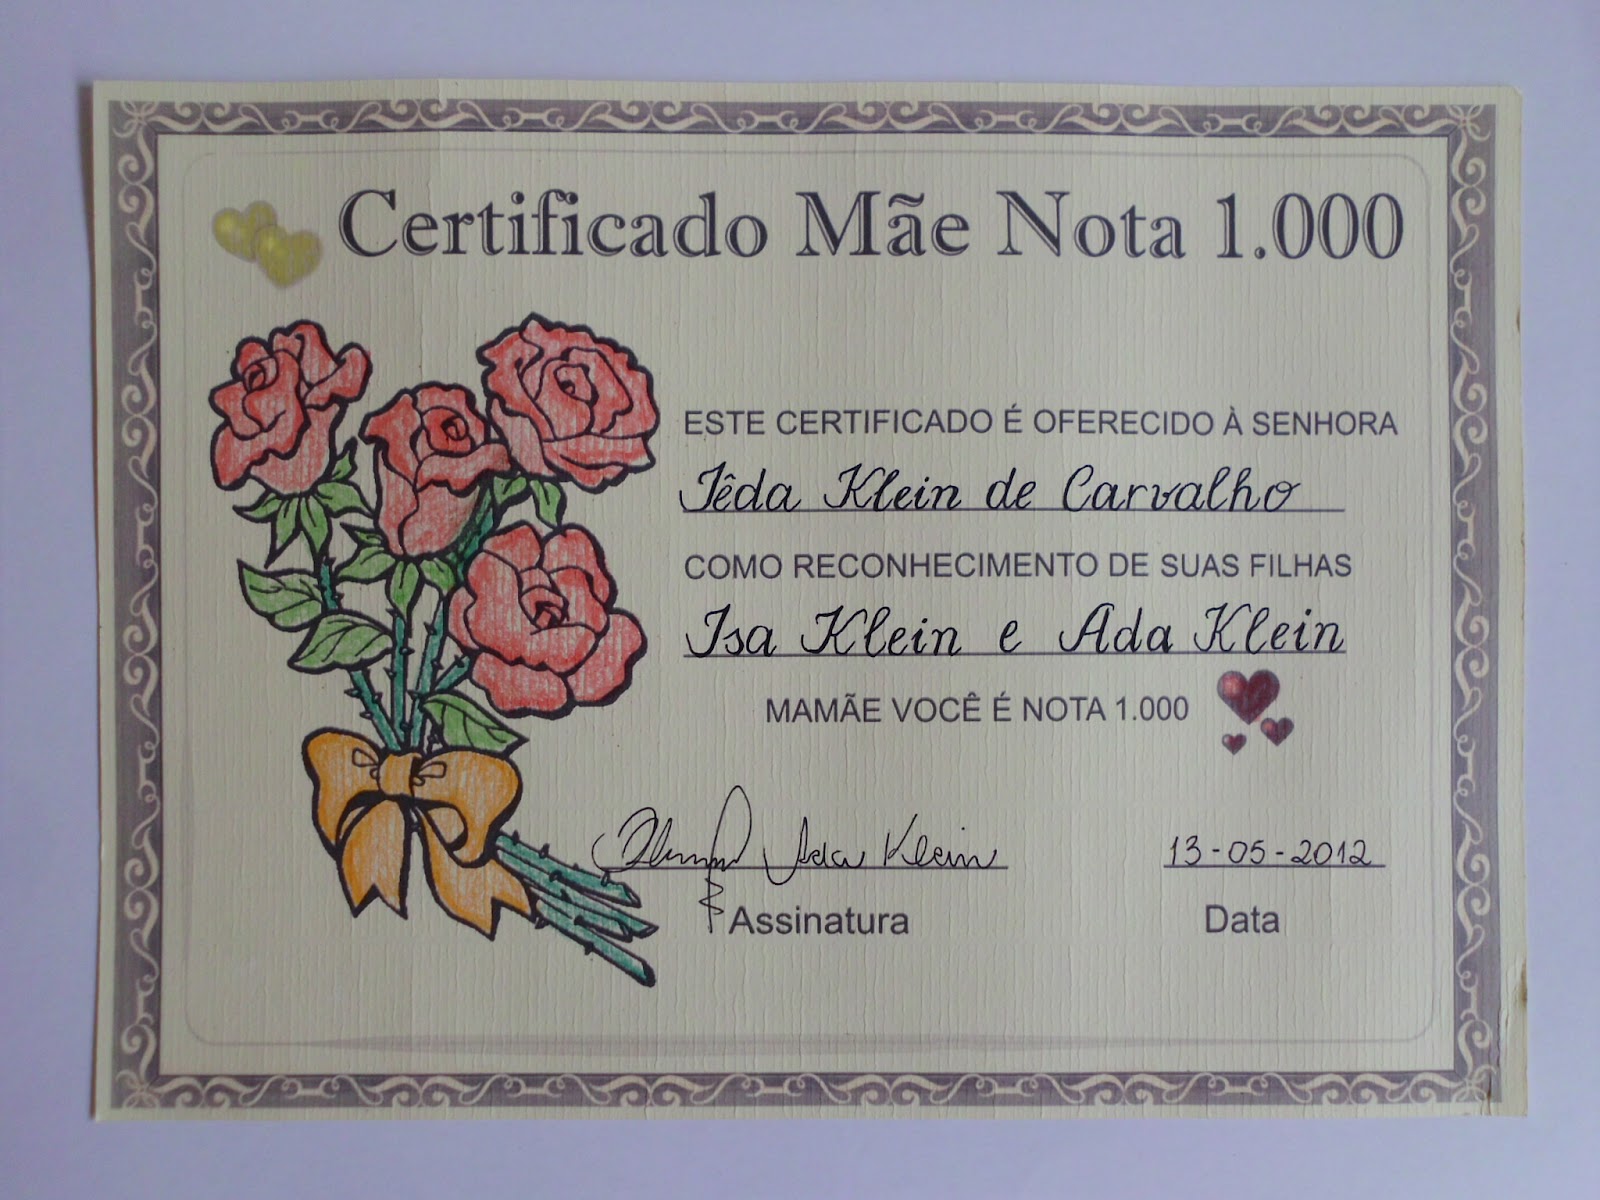 Certificado Mãe Nota 1.000
ESTE CERTIFICADO É OFERECIDO À SENHORA
Iêda Klein de Carvalho
COMO RECONHECIMENTO DE SUAS FILHAS
Isa Klein e Ada Klein
MAMÃE VOCÊ É NOTA 1.000
Ada Klein 13-05-2012
Assinatura Data